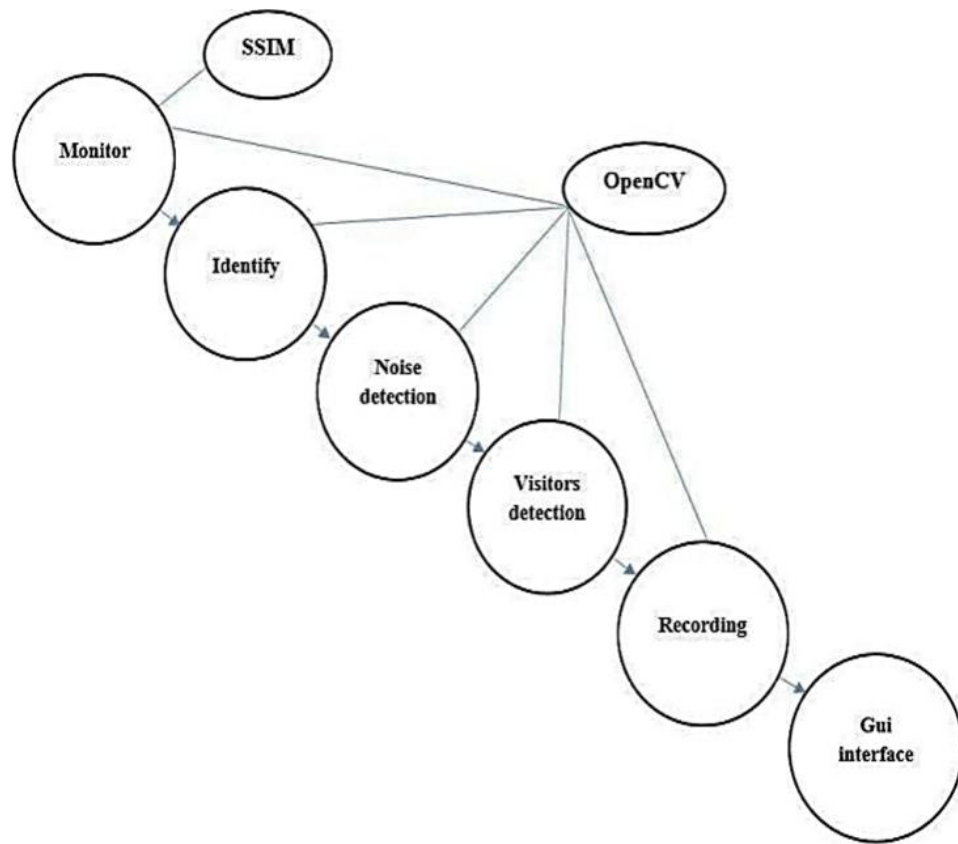 SSIM
Monitor
OpenCV
Identify
Noise
detection
Visitors
detection
Recording
Gui
interface